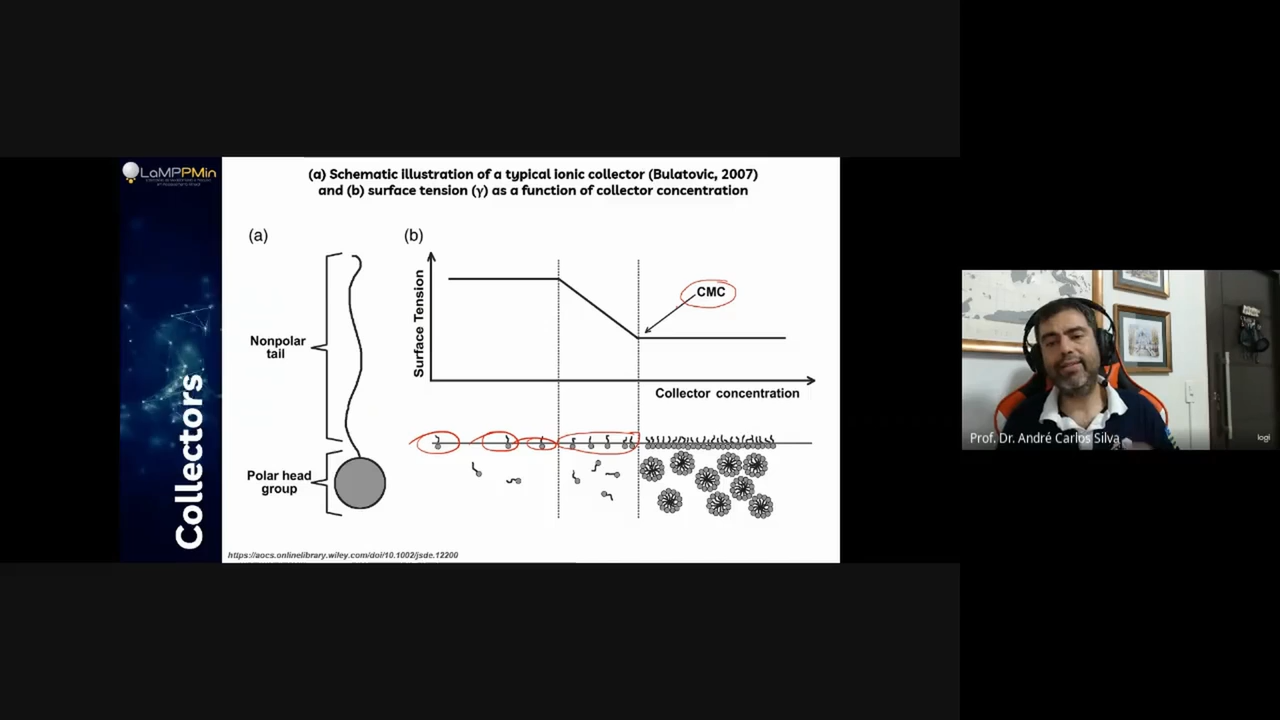 LaMPPMin
(a) Schematic illustration of a typical ionic collector (Bulatovic, 2007)
and (b) surface tension (γ) as a function of collector concentration
Collectors
(a)
(b)
Nonpolar
tail
Polar head
group
Surface Tension
CMC
Collector concentration
https://aocs.onlinelibrary.wiley.com/doi/10.1002/jsde.12200
Prof. Dr. André Carlos Silva
logi